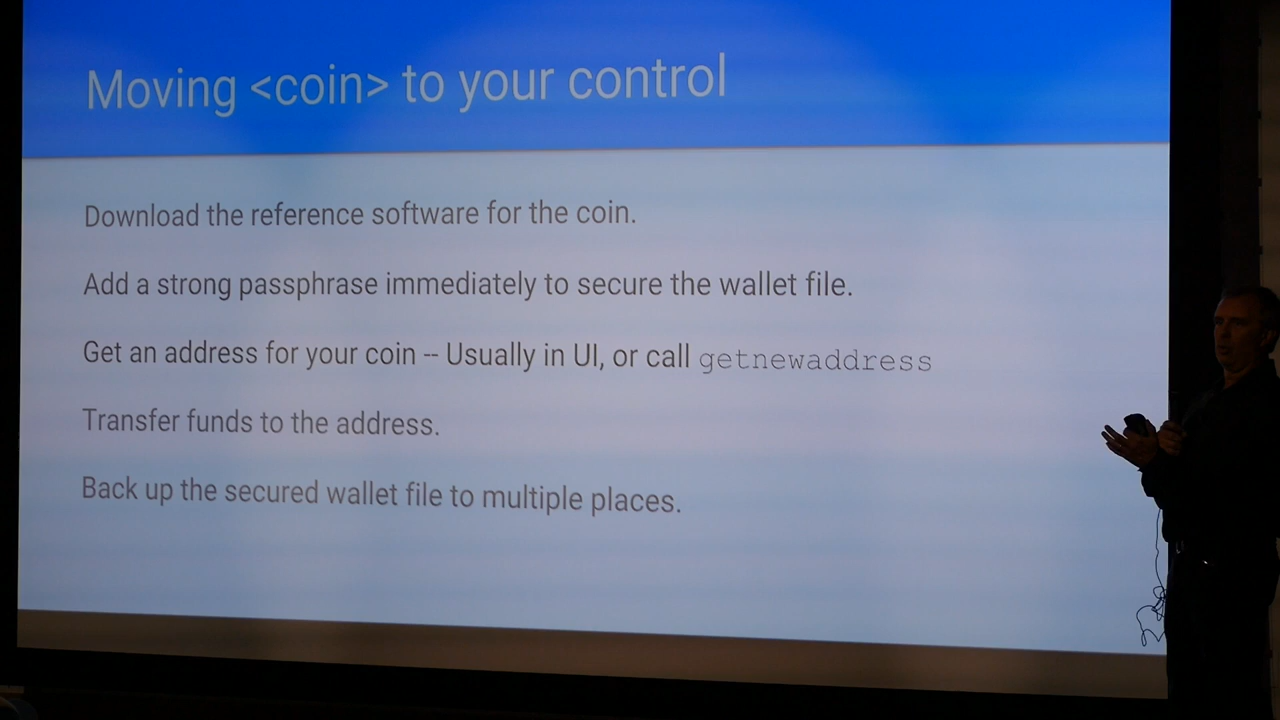 Moving <coin> to your control
Download the reference software for the coin.
Add a strong passphrase immediately to secure the wallet file.
Get an address for your coin -- Usually in UI, or call getnewaddress
Transfer funds to the address.
Back up the secured wallet file to multiple places.